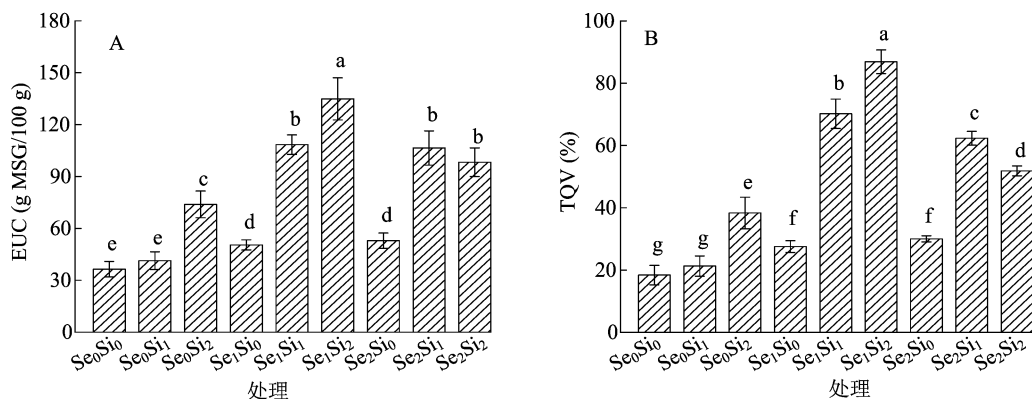 A
EUC (g MSG/100 g)
180
150
120
90
60
30
0
e
e
c
d
b
a
d
b
b
Se₀Si₀
Se₀Si₁
Se₀Si₂
Se₁Si₀
Se₁Si₁
Se₁Si₂
Se₂Si₀
Se₂Si₁
Se₂Si₂
处理
B
TQV (%)
100
80
60
40
20
0
g
g
e
f
b
a
f
c
d
Se₀Si₀
Se₀Si₁
Se₀Si₂
Se₁Si₀
Se₁Si₁
Se₁Si₂
Se₂Si₀
Se₂Si₁
Se₂Si₂
处理